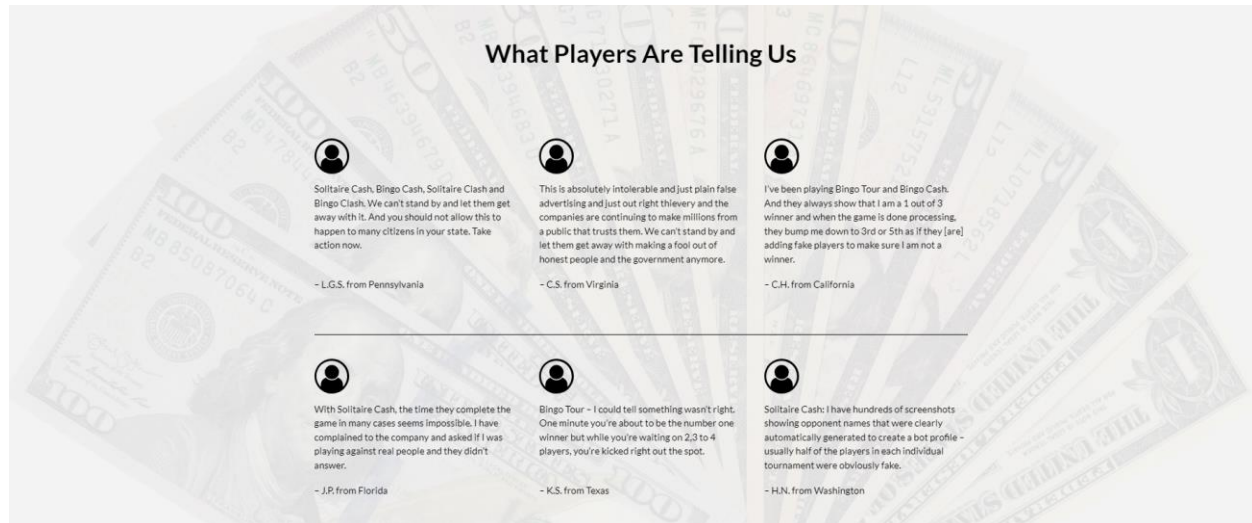 What Players Are Telling Us
Solitaire Cash, Bingo Cash, Solitaire Clash and
Bingo Clash. We can't stand by and let them get
away with it. And you should not allow this to
happen to many citizens in your state. Take
action now.
– L.G.S. from Pennsylvania
This is absolutely intolerable and just plain false
advertising and just out right thievery and the
companies are continuing to make millions from
a public that trusts them. We can't stand by and
let them get away with making a fool out of
honest people and the government anymore.
– C.S. from Virginia
I've been playing Bingo Tour and Bingo Cash.
And they always show that I am a 1 out of 3
winner and when the game is done processing,
they bump me down to 3rd or 5th as if they [are]
adding fake players to make sure I am not a
winner.
– C.H. from California
With Solitaire Cash, the time they complete the
game in many cases seems impossible. I have
complained to the company and asked if I was
playing against real people and they didn't
answer.
– J.P. from Florida
Bingo Tour – I could tell something wasn't right.
One minute you're about to be the number one
winner but while you're waiting on 2,3 to 4
players, you're kicked right out the spot.
– K.S. from Texas
Solitaire Cash: I have hundreds of screenshots
showing opponent names that were clearly
automatically generated to create a bot profile –
usually half of the players in each individual
tournament were obviously fake.
– H.N. from Washington